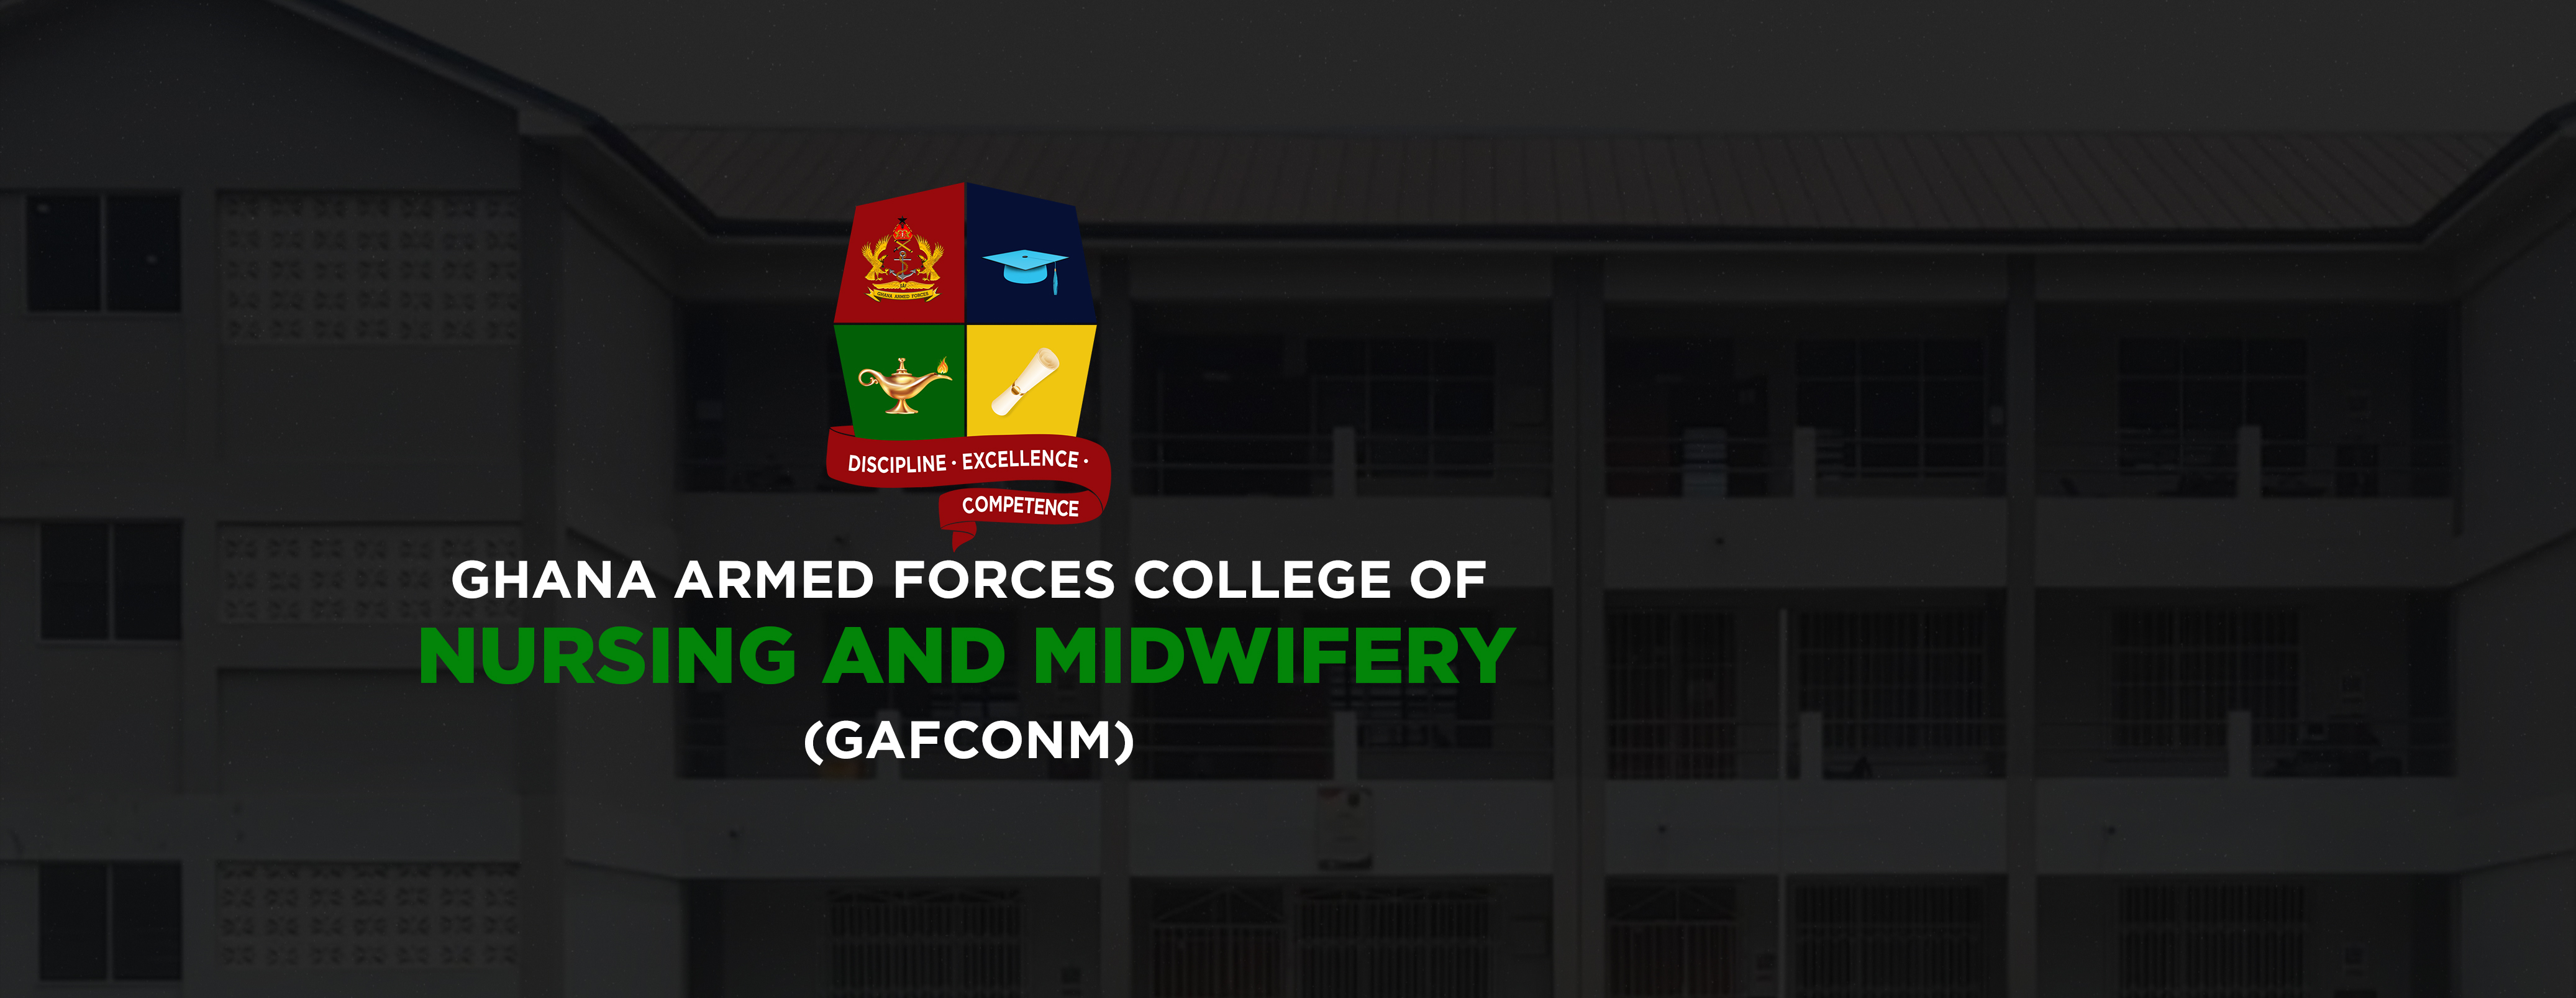 GHANA ARMED FORCES
DISCIPLINE · EXCELLENCE ·
COMPETENCE
GHANA ARMED FORCES COLLEGE OF
NURSING AND MIDWIFERY
(GAFCONM)